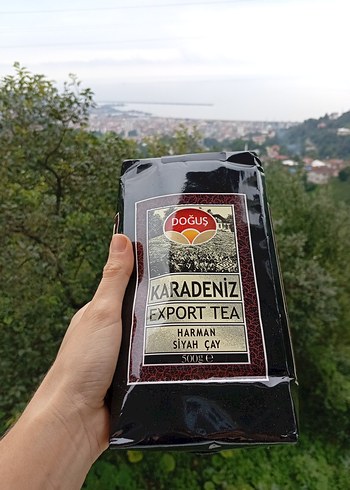 DOĞUŞ
KARADENİZ
EXPORT TEA
HARMAN
SİYAH ÇAY
500g ℮